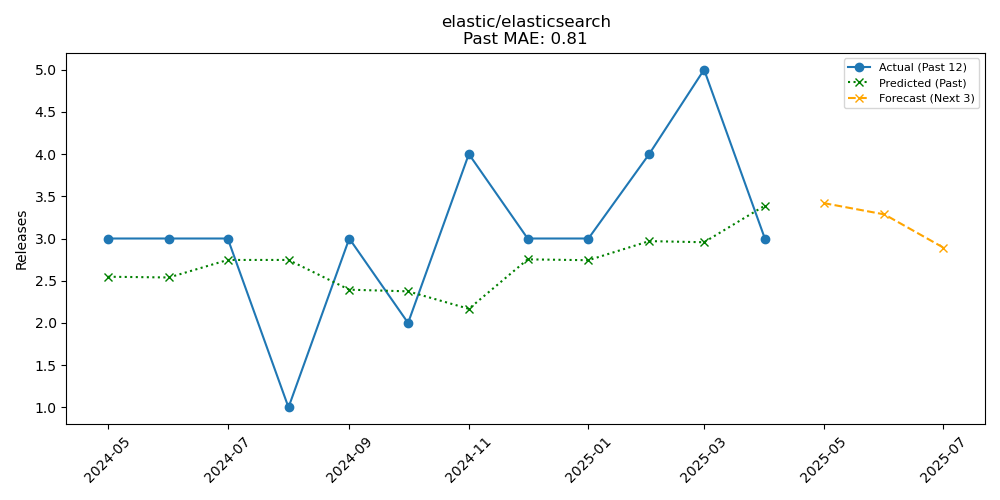 elastic/elasticsearch
Past MAE: 0.81
Actual (Past 12)
Predicted (Past)
Forecast (Next 3)
Releases
5.0
4.5
4.0
3.5
3.0
2.5
2.0
1.5
1.0
2024-05
2024-07
2024-09
2024-11
2025-01
2025-03
2025-05
2025-07